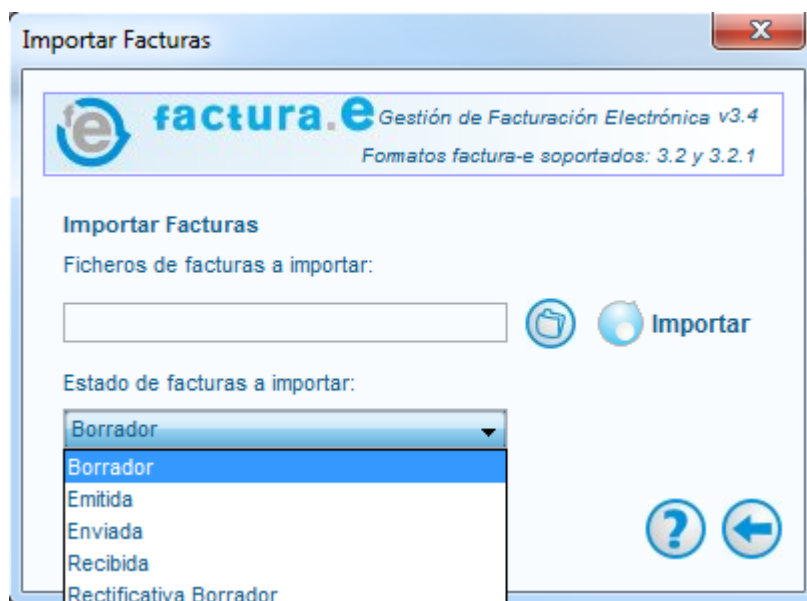 Importar Facturas
factura.e Gestión de Facturación Electrónica v3.4
Formatos factura-e soportados: 3.2 y 3.2.1
Importar Facturas
Ficheros de facturas a importar:
Importar
Estado de facturas a importar:
Borrador
Borrador
Emitida
Enviada
Recibida
Rectificativa Borrador